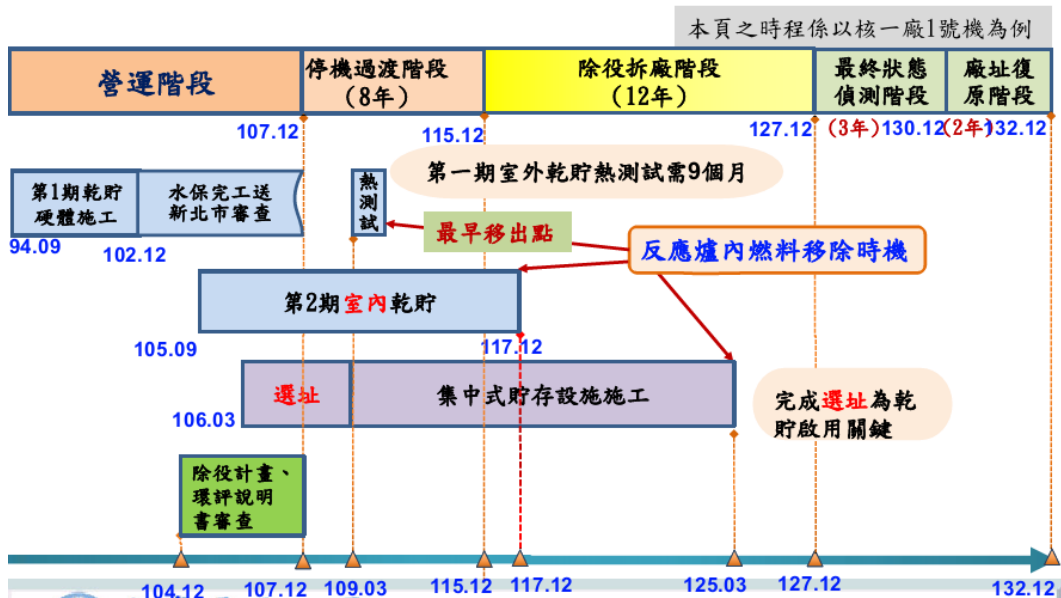 本頁之時程係以核一廠1號機為例
營運階段
停機過渡階段
(8年)
除役拆廠階段
(12年)
最終狀態
偵測階段
廠址復
原階段
107.12
115.12
127.12
(3年)
130.12
(2年)
132.12
第1期乾貯
硬體施工
水保完工送
新北市審查
熱
測
試
第一期室外乾貯熱測試需9個月
94.09
102.12
最早移出點
反應爐內燃料移除時機
第2期室內乾貯
105.09
117.12
選址
集中式貯存設施施工
106.03
完成選址為乾
貯啟用關鍵
除役計畫、
環評說明
書審查
104.12
107.12
109.03
115.12
117.12
125.03
127.12
132.12